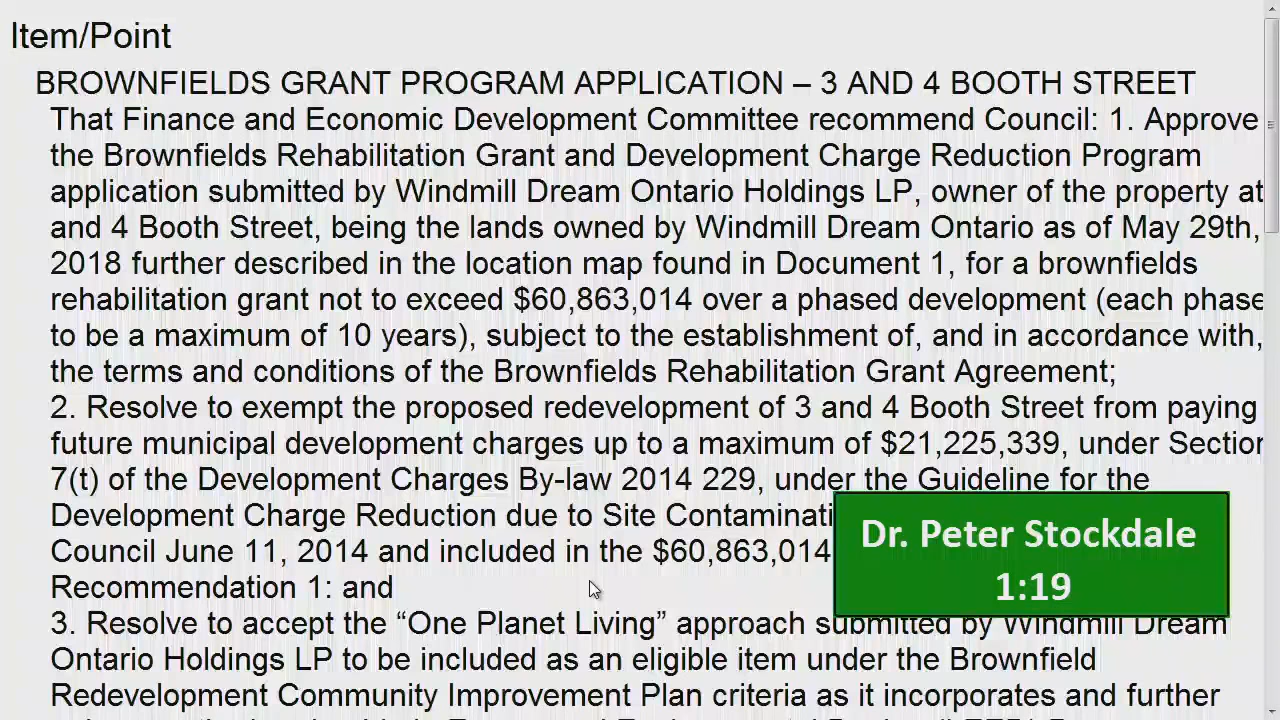 Item/Point
BROWNFIELDS GRANT PROGRAM APPLICATION – 3 AND 4 BOOTH STREET
That Finance and Economic Development Committee recommend Council: 1. Approve
the Brownfields Rehabilitation Grant and Development Charge Reduction Program
application submitted by Windmill Dream Ontario Holdings LP, owner of the property at
and 4 Booth Street, being the lands owned by Windmill Dream Ontario as of May 29th,
2018 further described in the location map found in Document 1, for a brownfields
rehabilitation grant not to exceed $60,863,014 over a phased development (each phase
to be a maximum of 10 years), subject to the establishment of, and in accordance with,
the terms and conditions of the Brownfields Rehabilitation Grant Agreement;
2. Resolve to exempt the proposed redevelopment of 3 and 4 Booth Street from paying
future municipal development charges up to a maximum of $21,225,339, under Section
7(t) of the Development Charges By-law 2014 229, under the Guideline for the
Development Charge Reduction due to Site
Council June 11, 2014 and included in the $60,863,014
Recommendation 1: and
3. Resolve to accept the “One Planet Living” approach submitted by Windmill Dream
Ontario Holdings LP to be included as an eligible item under the Brownfield
Redevelopment Community Improvement Plan criteria as it incorporates and further
Dr. Peter Stockdale
1:19